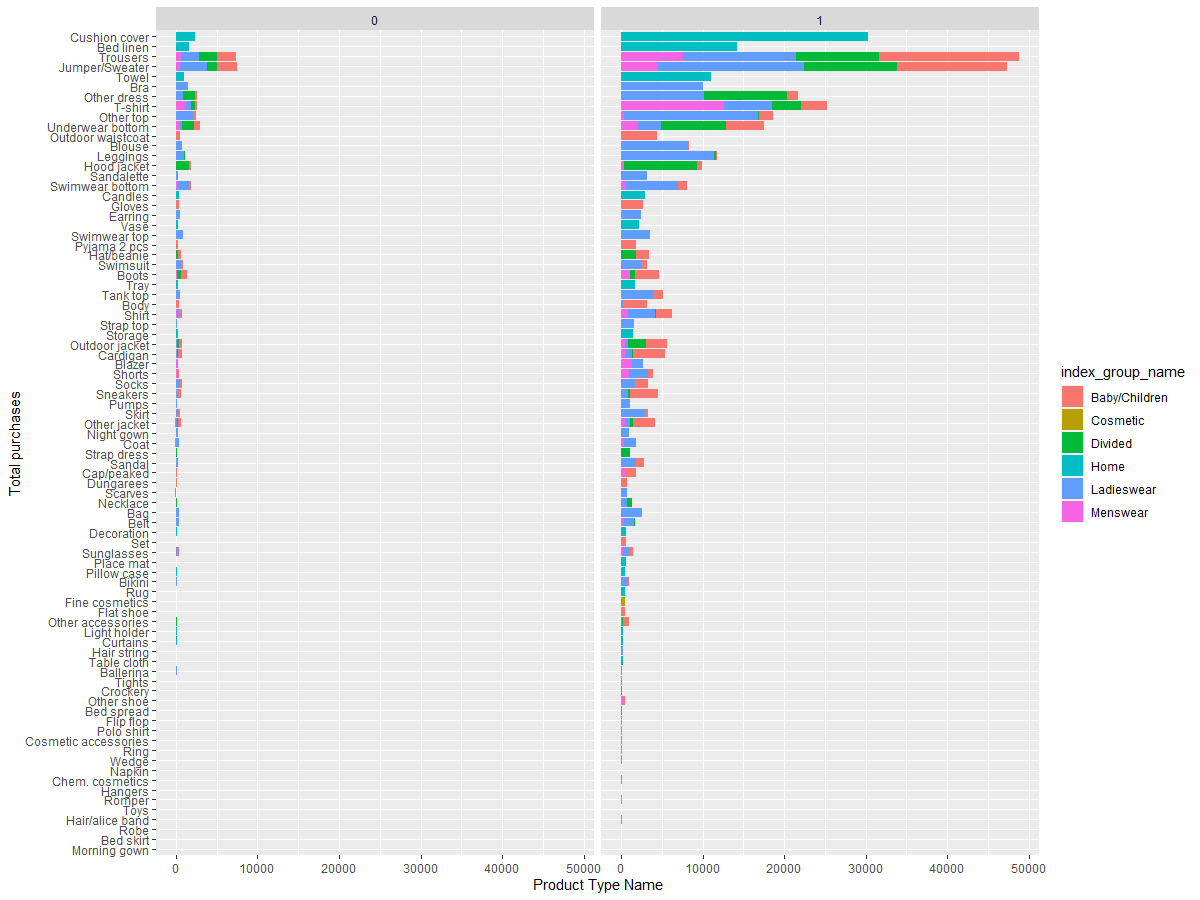 0
1
Cushion cover
Bed linen
Trousers
Jumper/Sweater
Towel
Bra
Other dress
T-shirt
Other top
Underwear bottom
Outdoor waistcoat
Blouse
Leggings
Hood jacket
Sandalette
Swimwear bottom
Candles
Gloves
Earring
Vase
Swimwear top
Pyjama 2 pcs
Hat/beanie
Swimsuit
Boots
Tray
Tank top
Body
Shirt
Strap top
Storage
Outdoor jacket
Cardigan
Blazer
Shorts
Socks
Sneakers
Pumps
Skirt
Other jacket
Night gown
Coat
Strap dress
Sandal
Cap/peaked
Dungarees
Scarves
Necklace
Bag
Belt
Decoration
Set
Sunglasses
Place mat
Pillow case
Bikini
Rug
Fine cosmetics
Flat shoe
Other accessories
Light holder
Curtains
Hair string
Table cloth
Ballerina
Tights
Crockery
Other shoe
Bed spread
Flip flop
Polo shirt
Cosmetic accessories
Ring
Wedge
Napkin
Chem. cosmetics
Hangers
Romper
Toys
Hair/alice band
Robe
Bed skirt
Morning gown
Total purchases
0 10000 20000 30000 40000 50000
0 10000 20000 30000 40000 50000
Product Type Name
index_group_name
Baby/Children
Cosmetic
Divided
Home
Ladieswear
Menswear